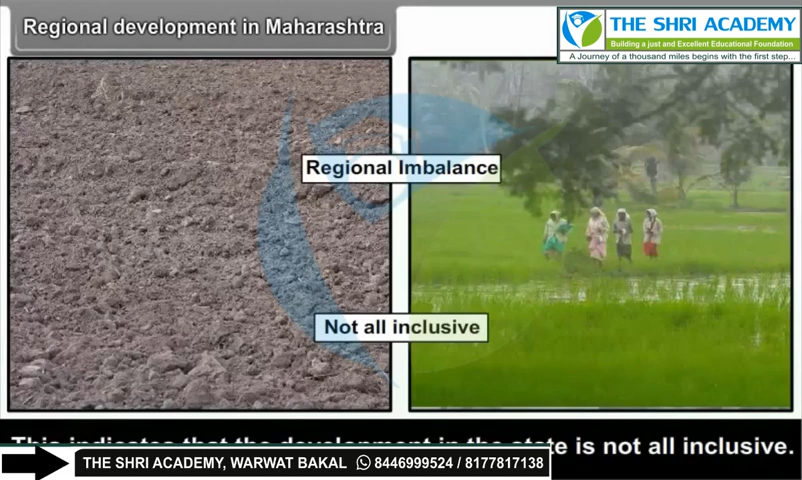 Regional development in Maharashtra
THE SHRI ACADEMY
Building a just and Excellent Educational Foundation
A Journey of a thousand miles begins with the first step...
Regional Imbalance
Not all inclusive
This indicates that the development in the state is not all inclusive.
THE SHRI ACADEMY, WARWAT BAKAL 8446999524 / 8177817138